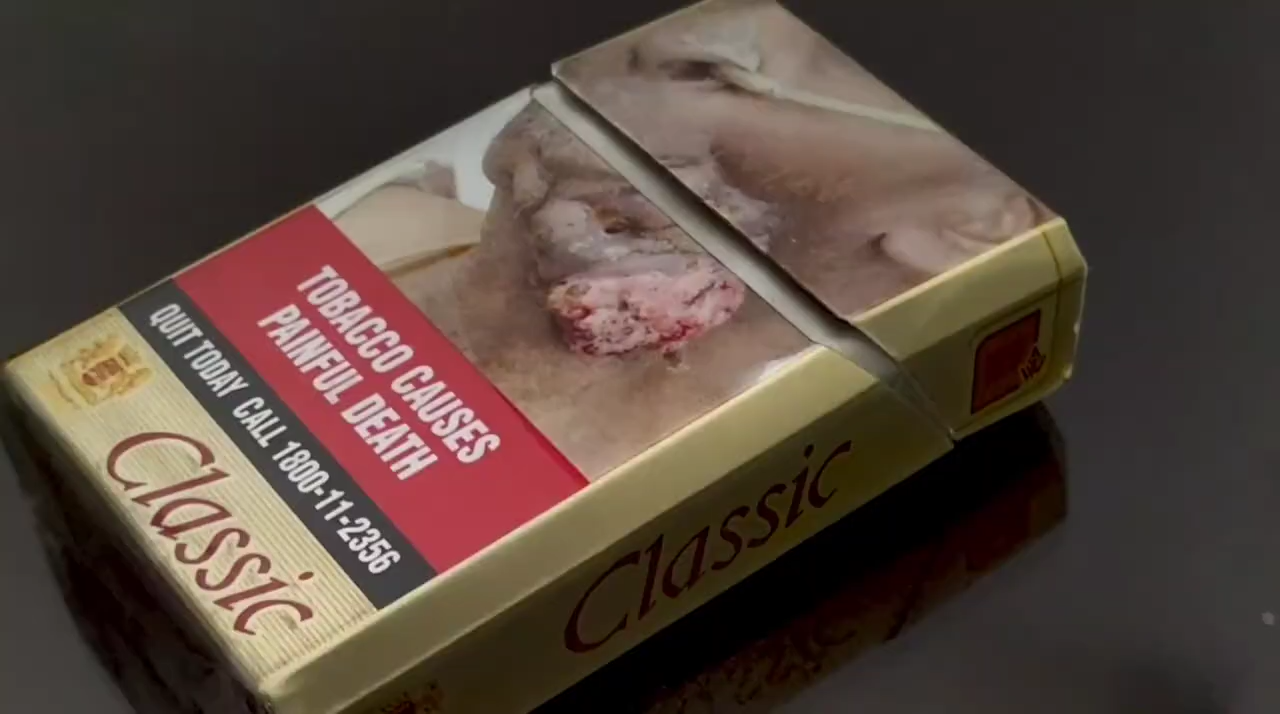 TOBACCO CAUSES
PAINFUL DEATH
QUIT TODAY CALL 1800-11-2356
Classic
Classic